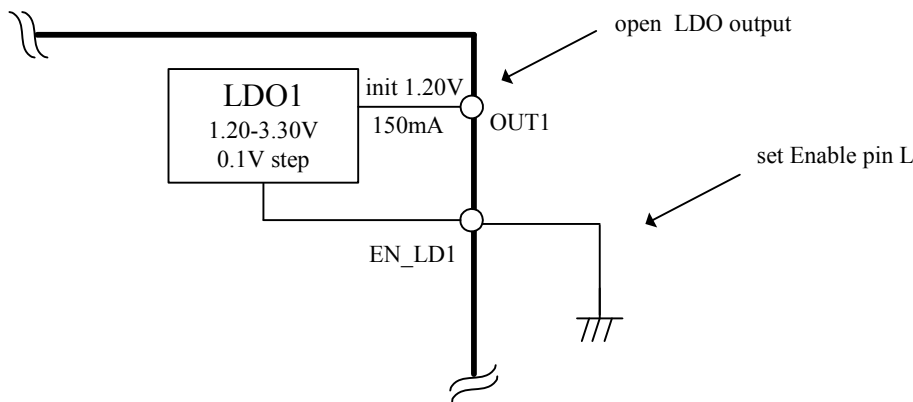 open LDO output
LDO1
1.20-3.30V
0.1V step
init 1.20V
150mA
OUT1
set Enable pin L
EN_LD1